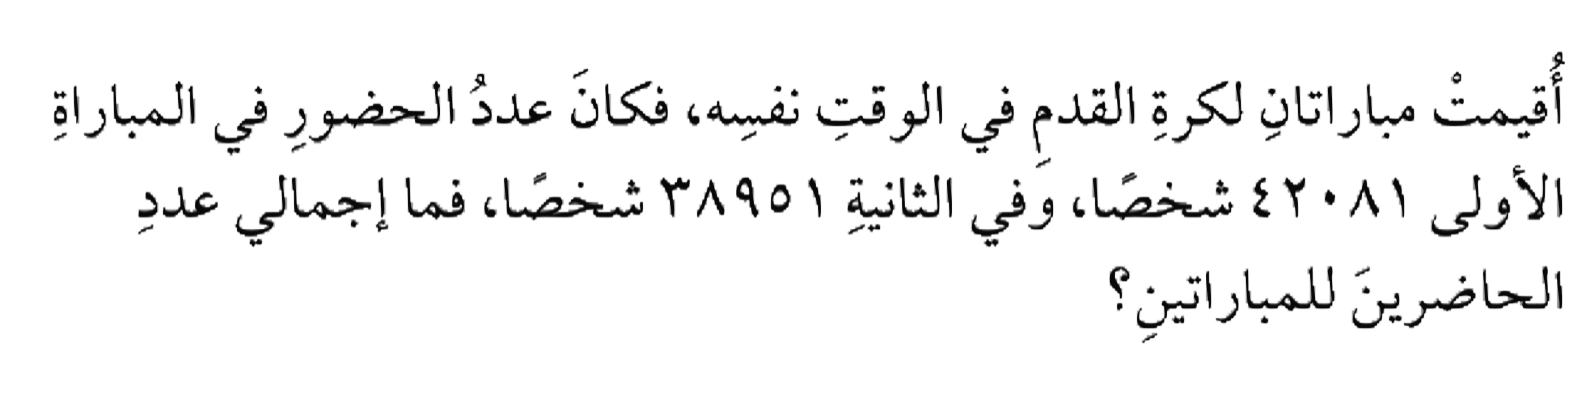 أُقيمتْ مباراتانِ لكرةِ القدمِ في الوقتِ نفسِه، فكانَ عددُ الحضورِ في المباراةِ
الأولى ٤٢٠٨١ شخصًا، وَفي الثانيةِ ٣٨٩٥١ شخصًا، فما إجمالي عددِ
الحاضرينَ للمباراتينِ؟